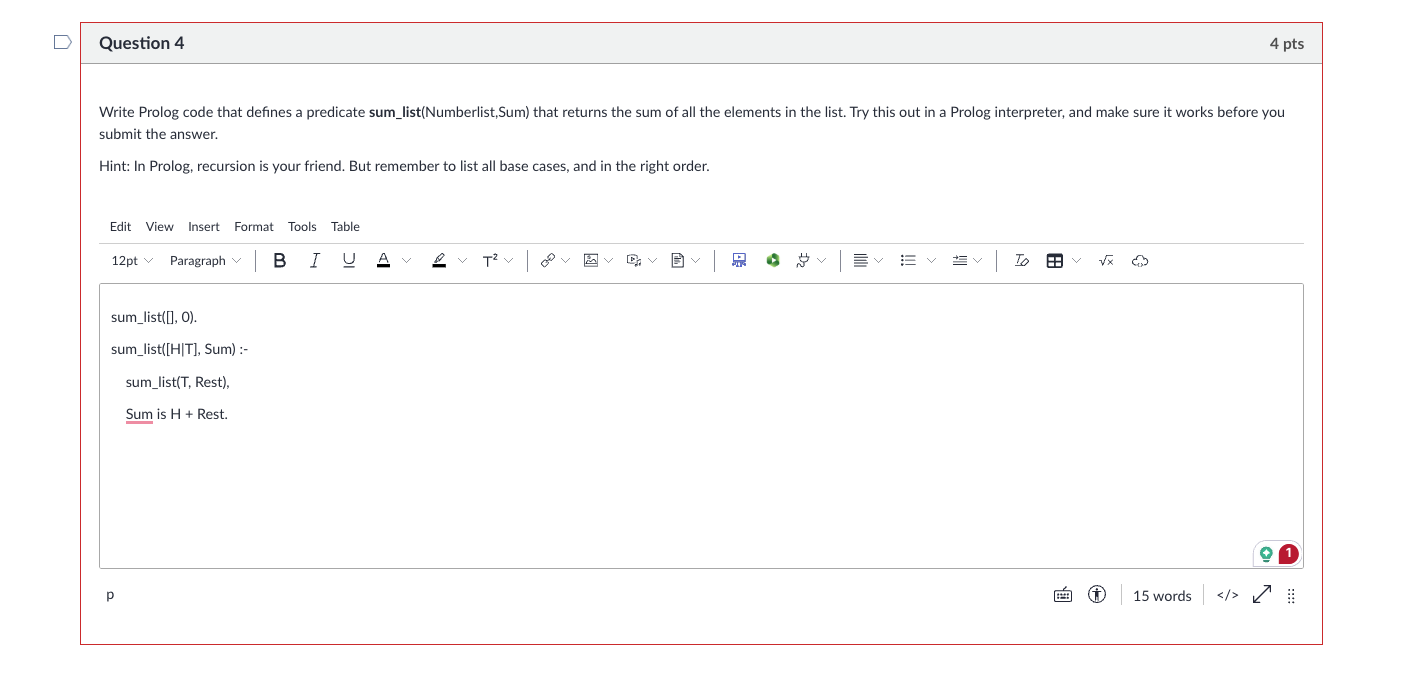 Question 4
4 pts
Write Prolog code that defines a predicate sum_list(Numberlist,Sum) that returns the sum of all the elements in the list. Try this out in a Prolog interpreter, and make sure it works before you
submit the answer.
Hint: In Prolog, recursion is your friend. But remember to list all base cases, and in the right order.
Edit View Insert Format Tools Table
12pt Paragraph B I U A T²
sum_list([], 0).
sum_list([H|T], Sum) :-
sum_list(T, Rest),
Sum is H + Rest.
1
p
15 words </>